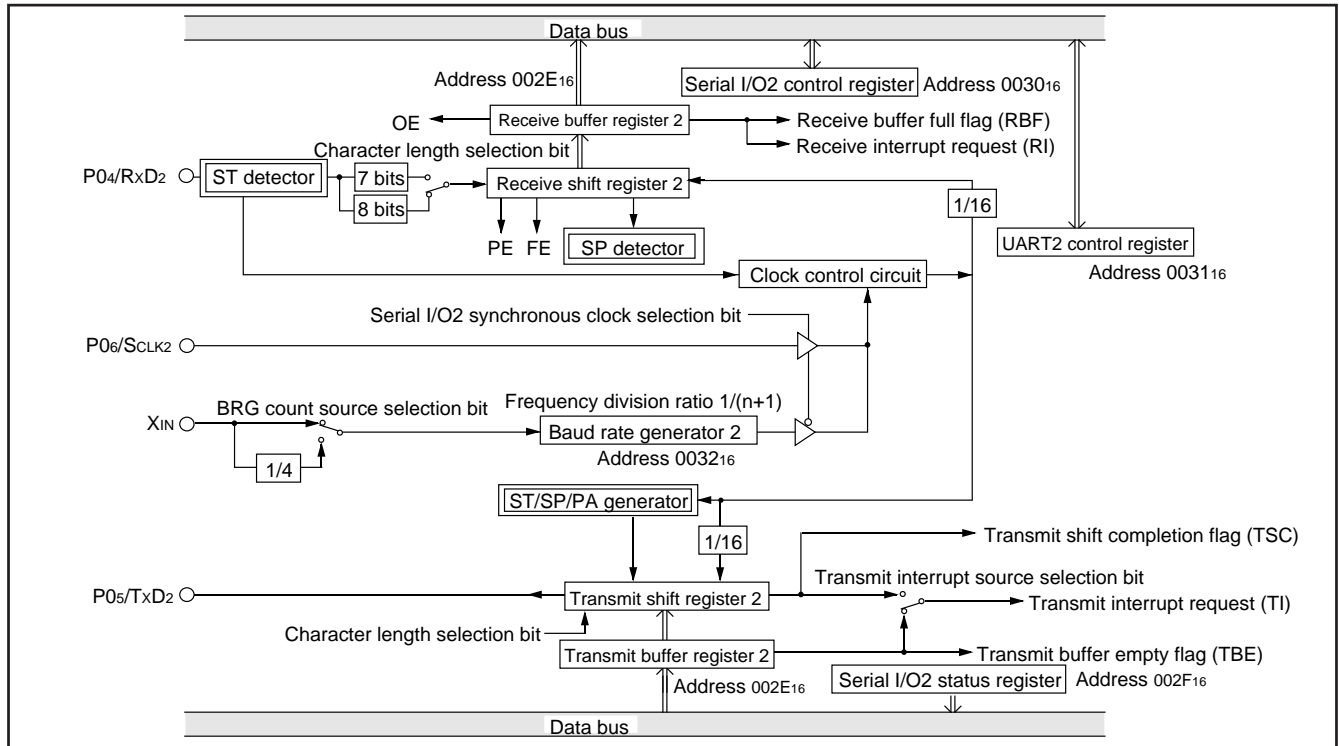 Data bus
Address 002E16
Serial I/O2 control register Address 003016
OE
Receive buffer register 2
Receive buffer full flag (RBF)
Receive interrupt request (RI)
Character length selection bit
P04/RXD2
ST detector
7 bits
8 bits
Receive shift register 2
1/16
PE FE
SP detector
UART2 control register
Address 003116
Clock control circuit
Serial I/O2 synchronous clock selection bit
P06/SCLK2
BRG count source selection bit
Frequency division ratio 1/(n+1)
XIN
Baud rate generator 2
1/4
Address 003216
ST/SP/PA generator
1/16
Transmit shift completion flag (TSC)
Transmit interrupt source selection bit
P05/TXD2
Transmit shift register 2
Transmit interrupt request (TI)
Character length selection bit
Transmit buffer register 2
Transmit buffer empty flag (TBE)
Address 002E16
Serial I/O2 status register Address 002F16
Data bus